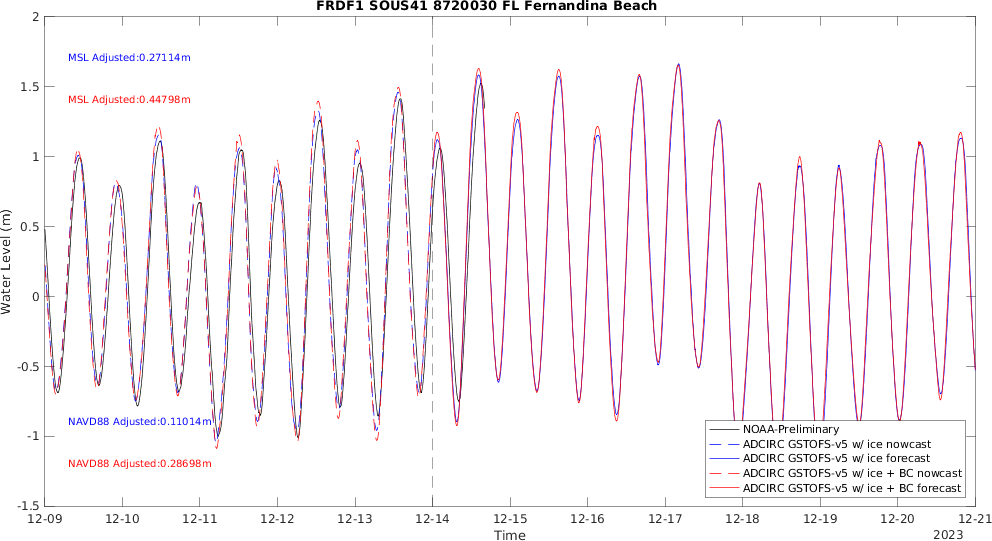 FRDF1 SOUS41 8720030 FL Fernandina Beach
Water Level (m)
2
1.5
1
0.5
0
-0.5
-1
-1.5
MSL Adjusted:0.27114m
MSL Adjusted:0.44798m
NAVD88 Adjusted:0.11014m
NAVD88 Adjusted:0.28698m
NOAA-Preliminary
ADCIRC GSTOFS-v5 w/ ice nowcast
ADCIRC GSTOFS-v5 w/ ice forecast
ADCIRC GSTOFS-v5 w/ ice + BC nowcast
ADCIRC GSTOFS-v5 w/ ice + BC forecast
12-09 12-10 12-11 12-12 12-13 12-14 12-15 12-16 12-17 12-18 12-19 12-20 12-21
Time
2023